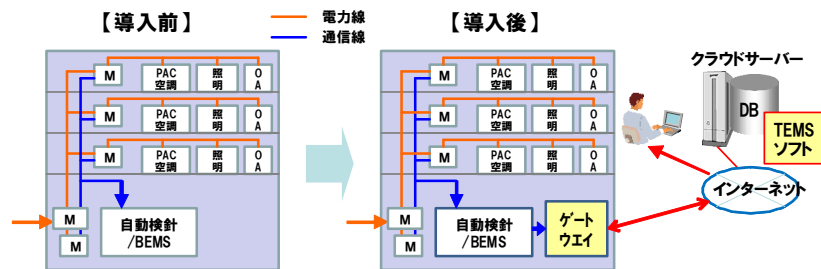 【導入前】
電力線
通信線
【導入後】
M
PAC
空調
照
明
O
A
M
PAC
空調
照
明
O
A
M
PAC
空調
照
明
O
A
M
M
自動検針
/BEMS
M
PAC
空調
照
明
O
A
M
PAC
空調
照
明
O
A
M
PAC
空調
照
明
O
A
M
M
自動検針
/BEMS
ゲート
ウエイ
クラウドサーバー
DB
TEMS
ソフト
インターネット